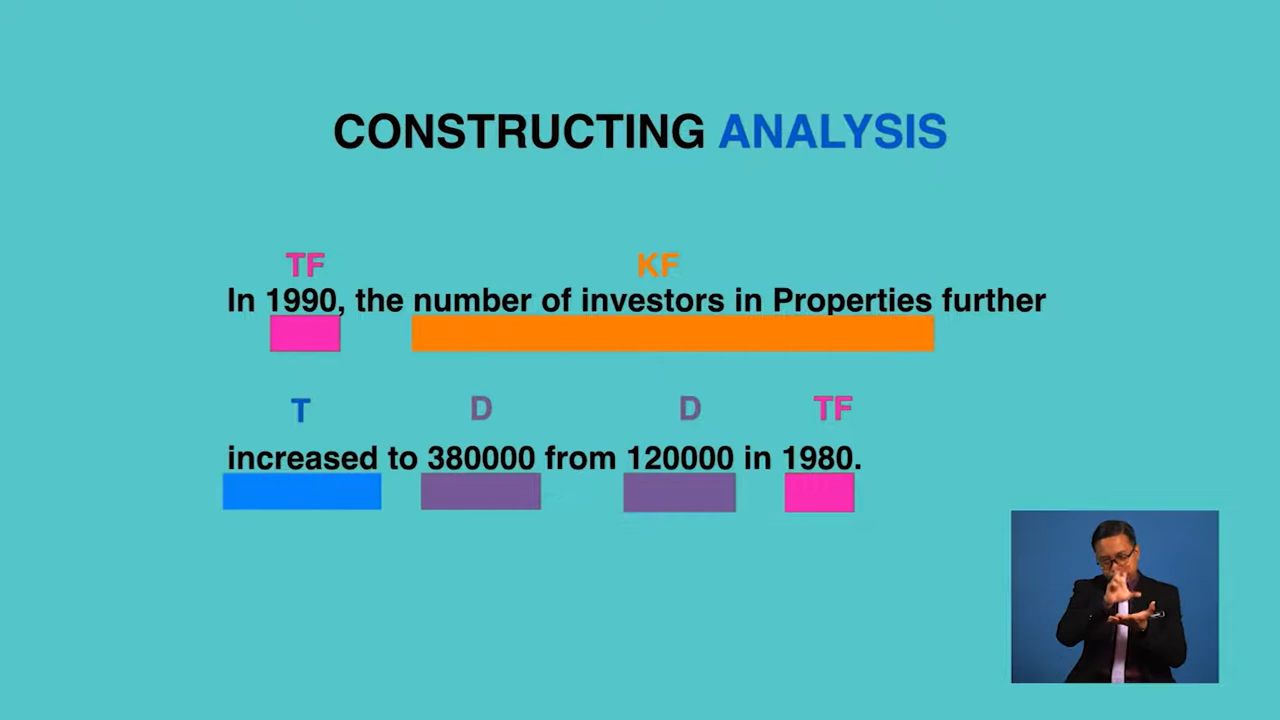 CONSTRUCTING ANALYSIS
TF KF
In 1990, the number of investors in Properties further
T D D TF
increased to 380000 from 120000 in 1980.